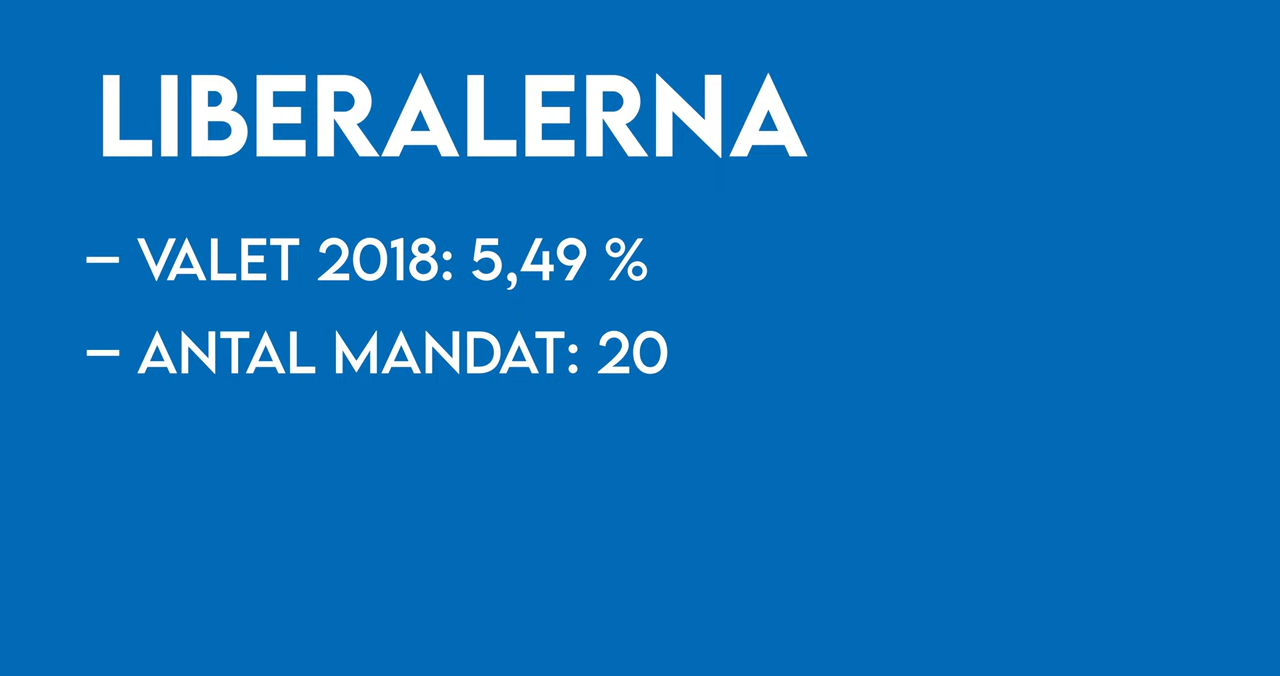 LIBERALERNA
– VALET 2018: 5,49 %
– ANTAL MANDAT: 20